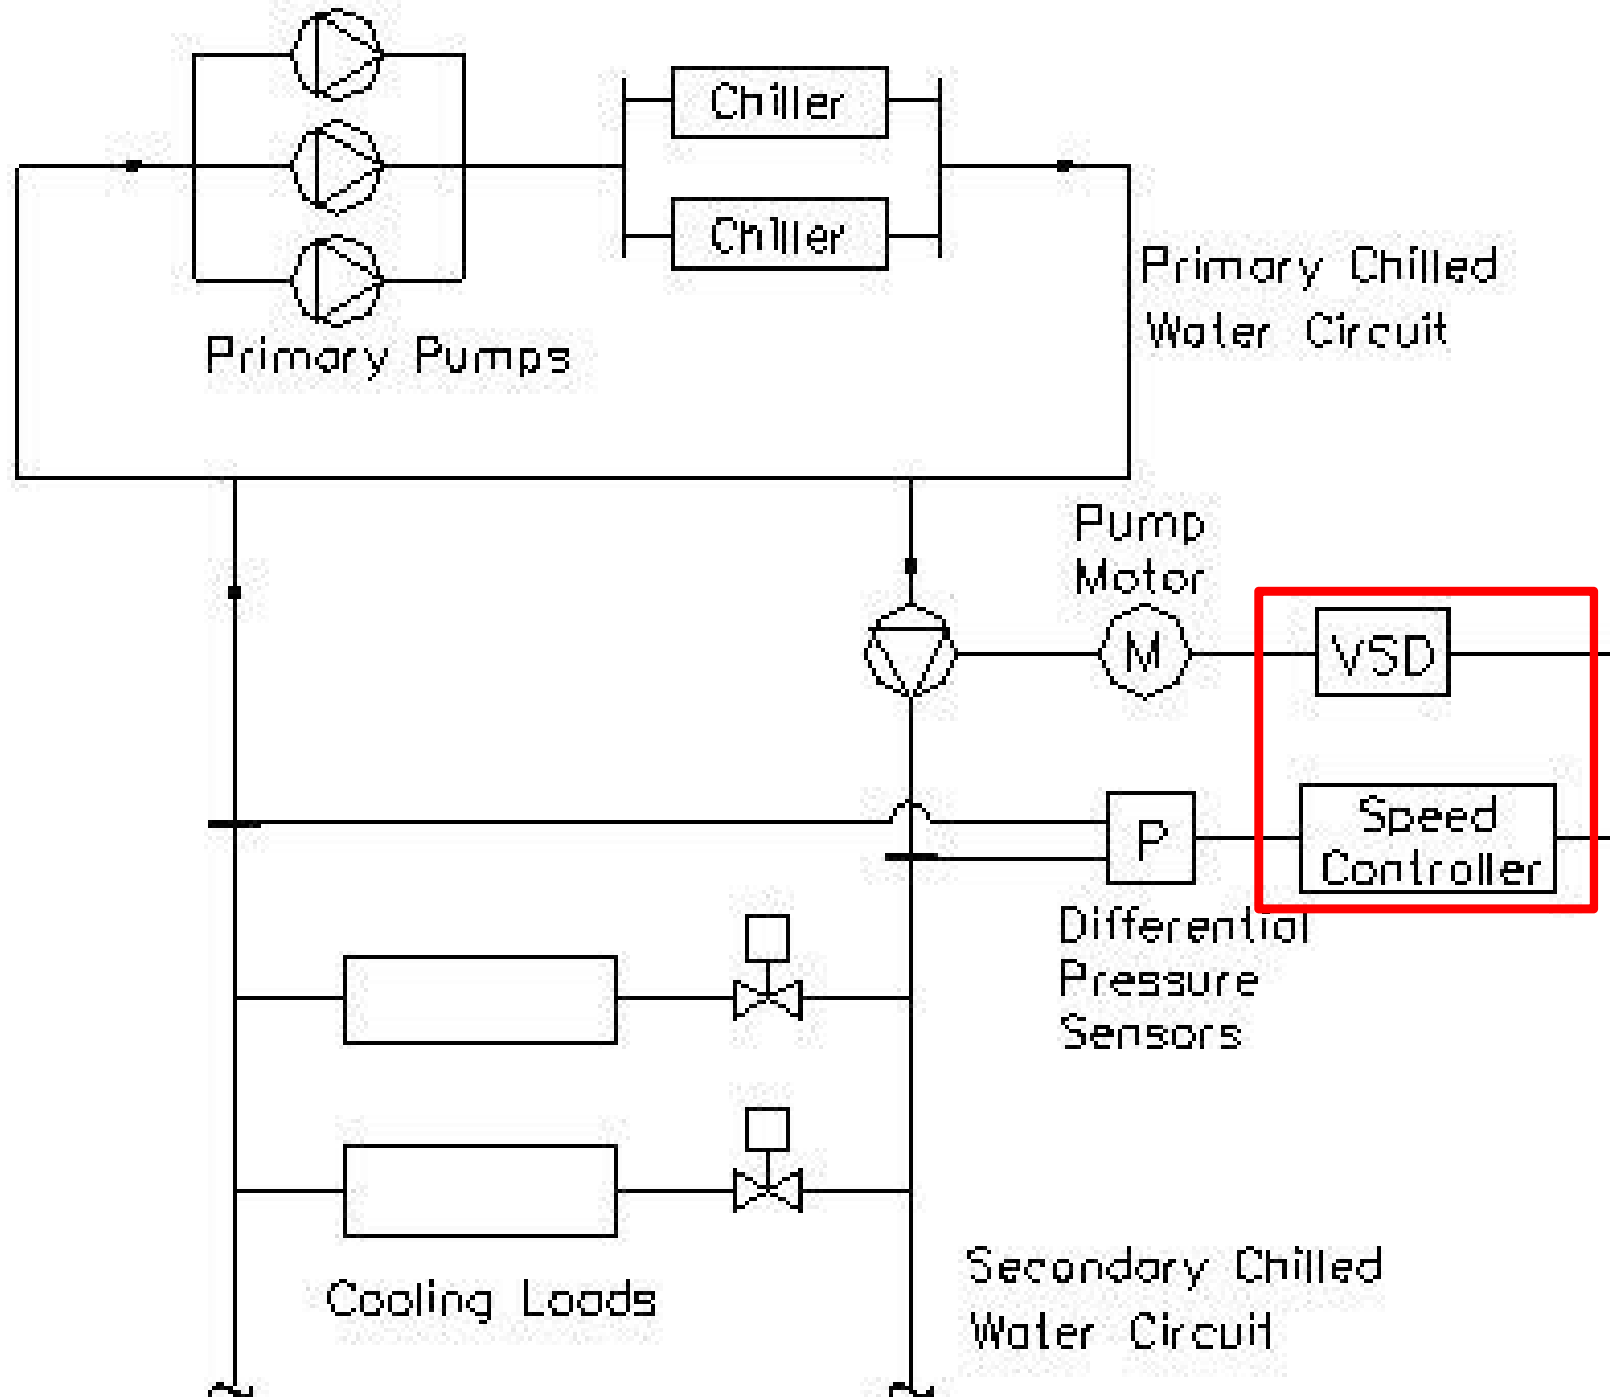 Chiller
Chiller
Primary Pumps
Primary Chilled
Water Circuit
Pump
Motor
M
VSD
P
Speed
Controller
Differential
Pressure
Sensors
Cooling Loads
Secondary Chilled
Water Circuit